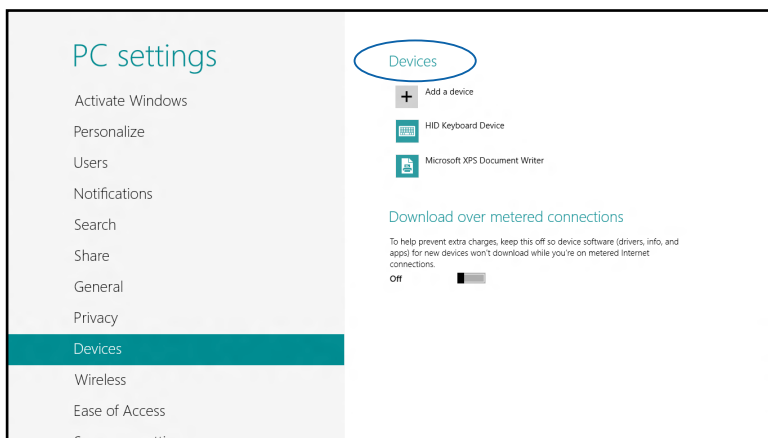 PC settings
Activate Windows
Personalize
Users
Notifications
Search
Share
General
Privacy
Devices
Wireless
Ease of Access
Devices
Add a device
HID Keyboard Device
Microsoft XPS Document Writer
Download over metered connections
To help prevent extra charges, keep this off so device software (drivers, info, and
apps) for new devices won't download while you're on metered Internet
connections.
Off